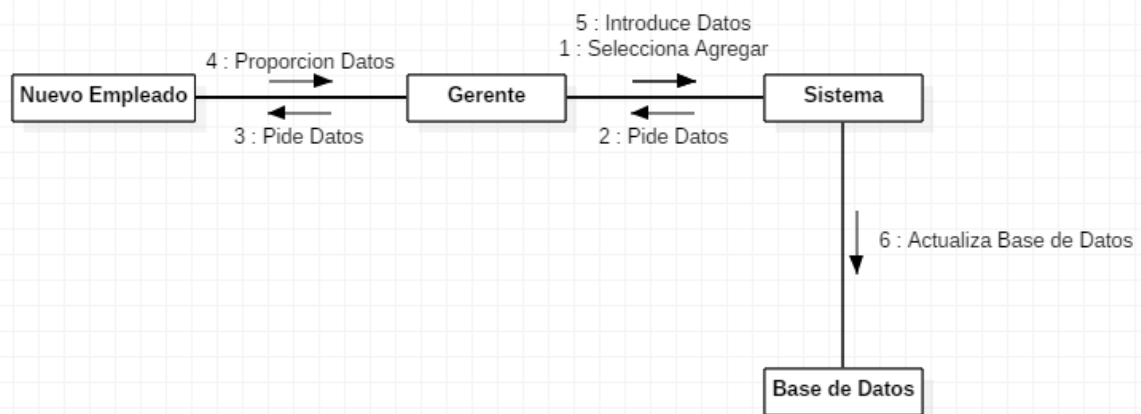 5 : Introduce Datos
4 : Proporcion Datos
1 : Selecciona Agregar
Nuevo Empleado
Gerente
Sistema
3 : Pide Datos
2 : Pide Datos
6 : Actualiza Base de Datos
Base de Datos